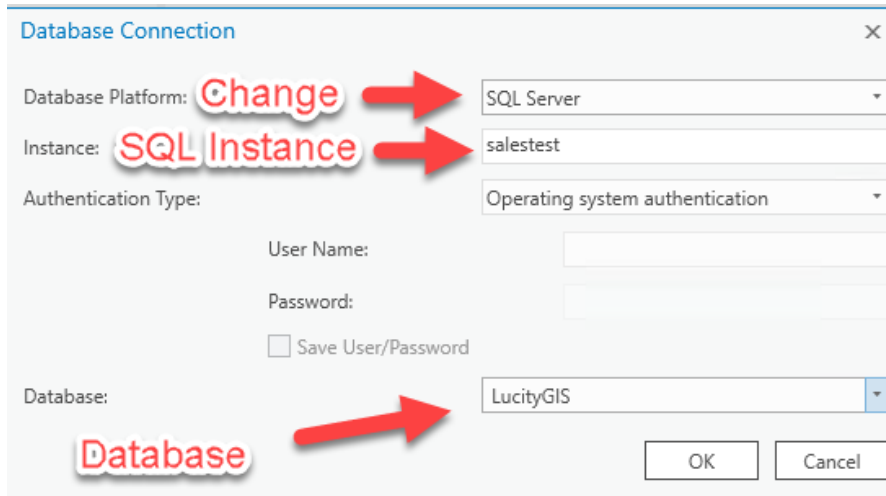 Database Connection
Database Platform: Change SQL Server
Instance: SQL Instance salestest
Authentication Type: Operating system authentication
User Name:
Password:
Save User/Password
Database: LucityGIS
Database
OK Cancel